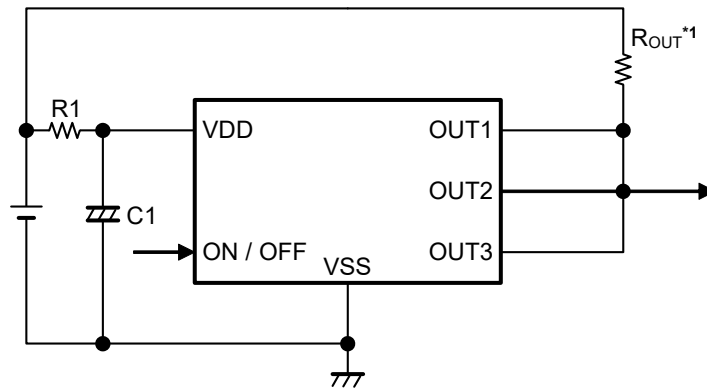 ROUT*1
R1
VDD
OUT1
OUT2
C1
ON / OFF
OUT3
VSS